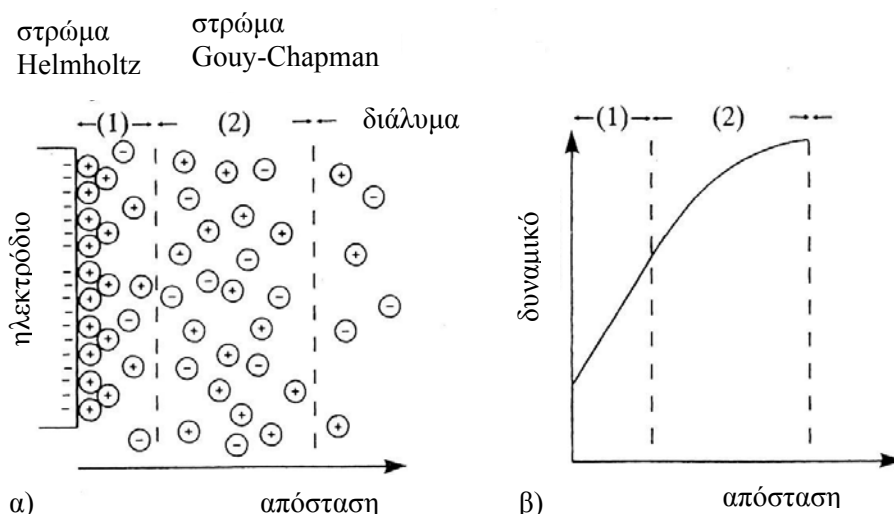 στρώμα
Helmholtz
στρώμα
Gouy-Chapman
(1)
(2)
διάλυμα
ηλεκτρόδιο
απόσταση
α)
(1)
(2)
δυναμικό
απόσταση
β)